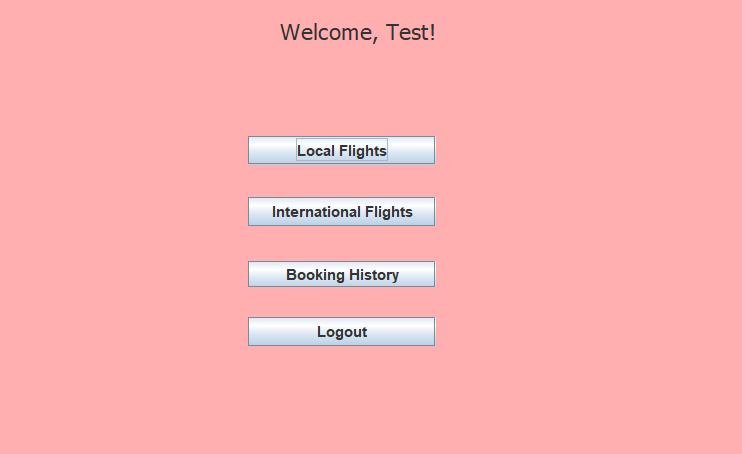 Welcome, Test!
Local Flights
International Flights
Booking History
Logout